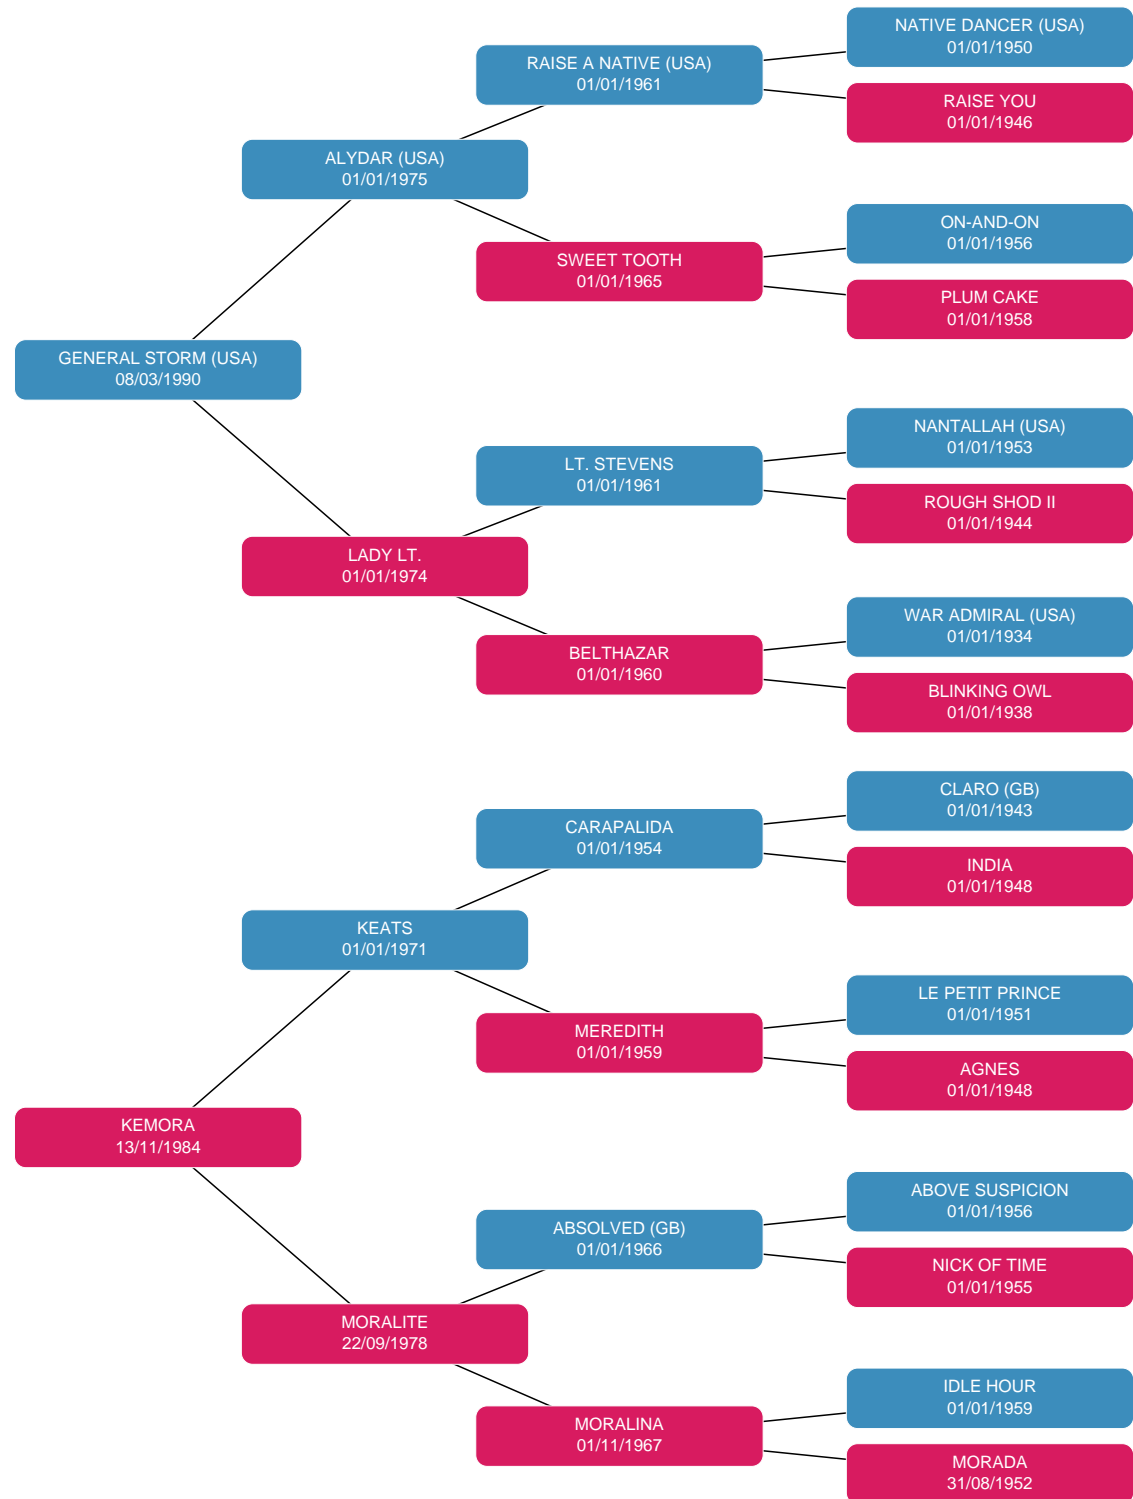 NATIVE DANCER (USA)
01/01/1950
RAISE A NATIVE (USA)
01/01/1961
RAISE YOU
01/01/1946
ALYDAR (USA)
01/01/1975
ON-AND-ON
01/01/1956
SWEET TOOTH
01/01/1965
PLUM CAKE
01/01/1958
GENERAL STORM (USA)
08/03/1990
NANTALLAH (USA)
01/01/1953
LT. STEVENS
01/01/1961
ROUGH SHOD II
01/01/1944
LADY LT.
01/01/1974
WAR ADMIRAL (USA)
01/01/1934
BELTHAZAR
01/01/1960
BLINKING OWL
01/01/1938
CLARO (GB)
01/01/1943
CARAPALIDA
01/01/1954
INDIA
01/01/1948
KEATS
01/01/1971
LE PETIT PRINCE
01/01/1951
MEREDITH
01/01/1959
AGNES
01/01/1948
KEMORA
13/11/1984
ABOVE SUSPICION
01/01/1956
ABSOLVED (GB)
01/01/1966
NICK OF TIME
01/01/1955
MORALITE
22/09/1978
IDLE HOUR
01/01/1959
MORALINA
01/11/1967
MORADA
31/08/1952